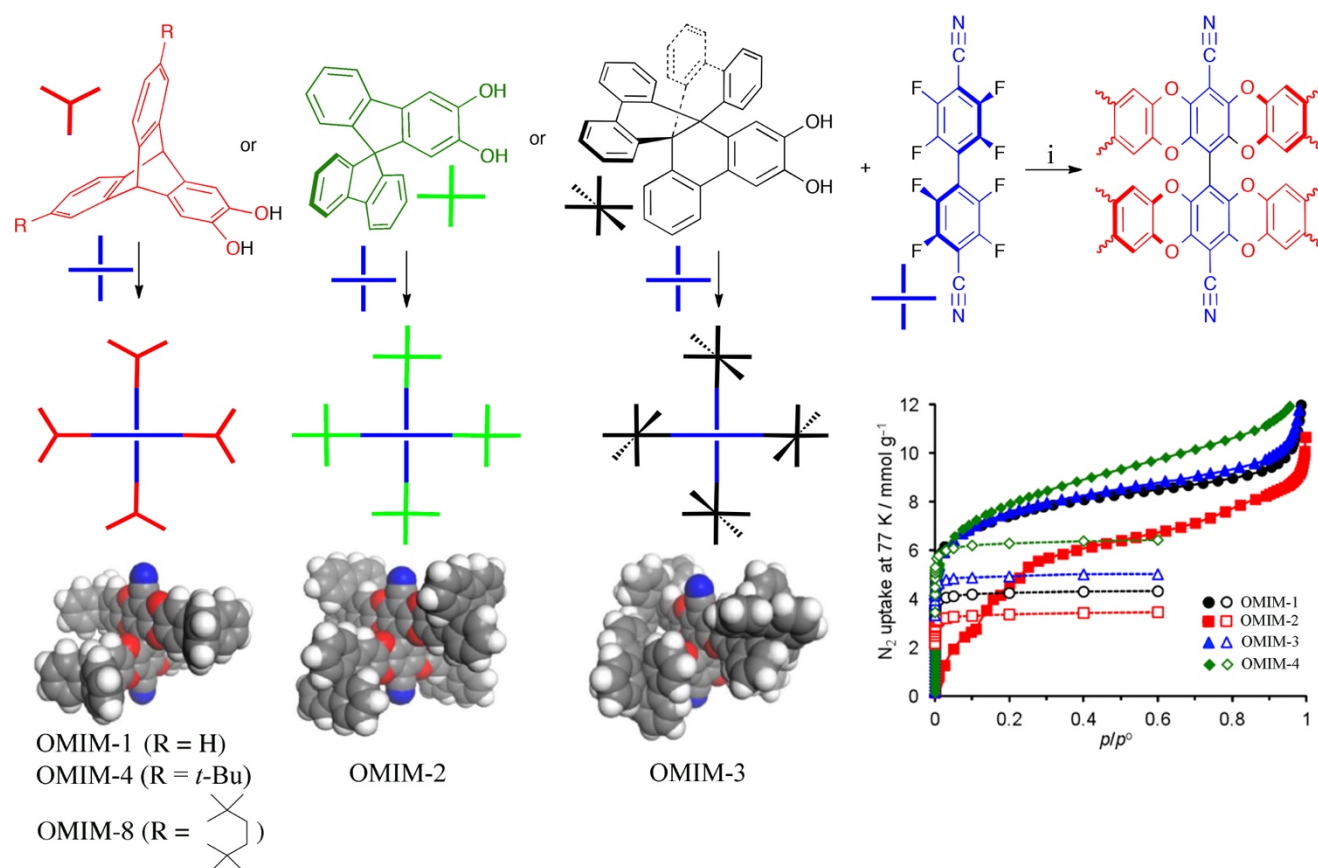 R
R
OH
OH
or
OH
OH
or
OH
OH
+
C
N
F
F
F
F
F
F
F
F
C
N
i
C
N
O
O
O
O
O
O
O
O
C
N
OMIM-1 (R = H)
OMIM-4 (R = t-Bu)
OMIM-8 (R = )
OMIM-2
OMIM-3
N₂ uptake at 77 K / mmol g⁻¹
12
10
8
6
4
2
0
OMIM-1
OMIM-2
OMIM-3
OMIM-4
0 0.2 0.4 0.6 0.8 1
p/p°